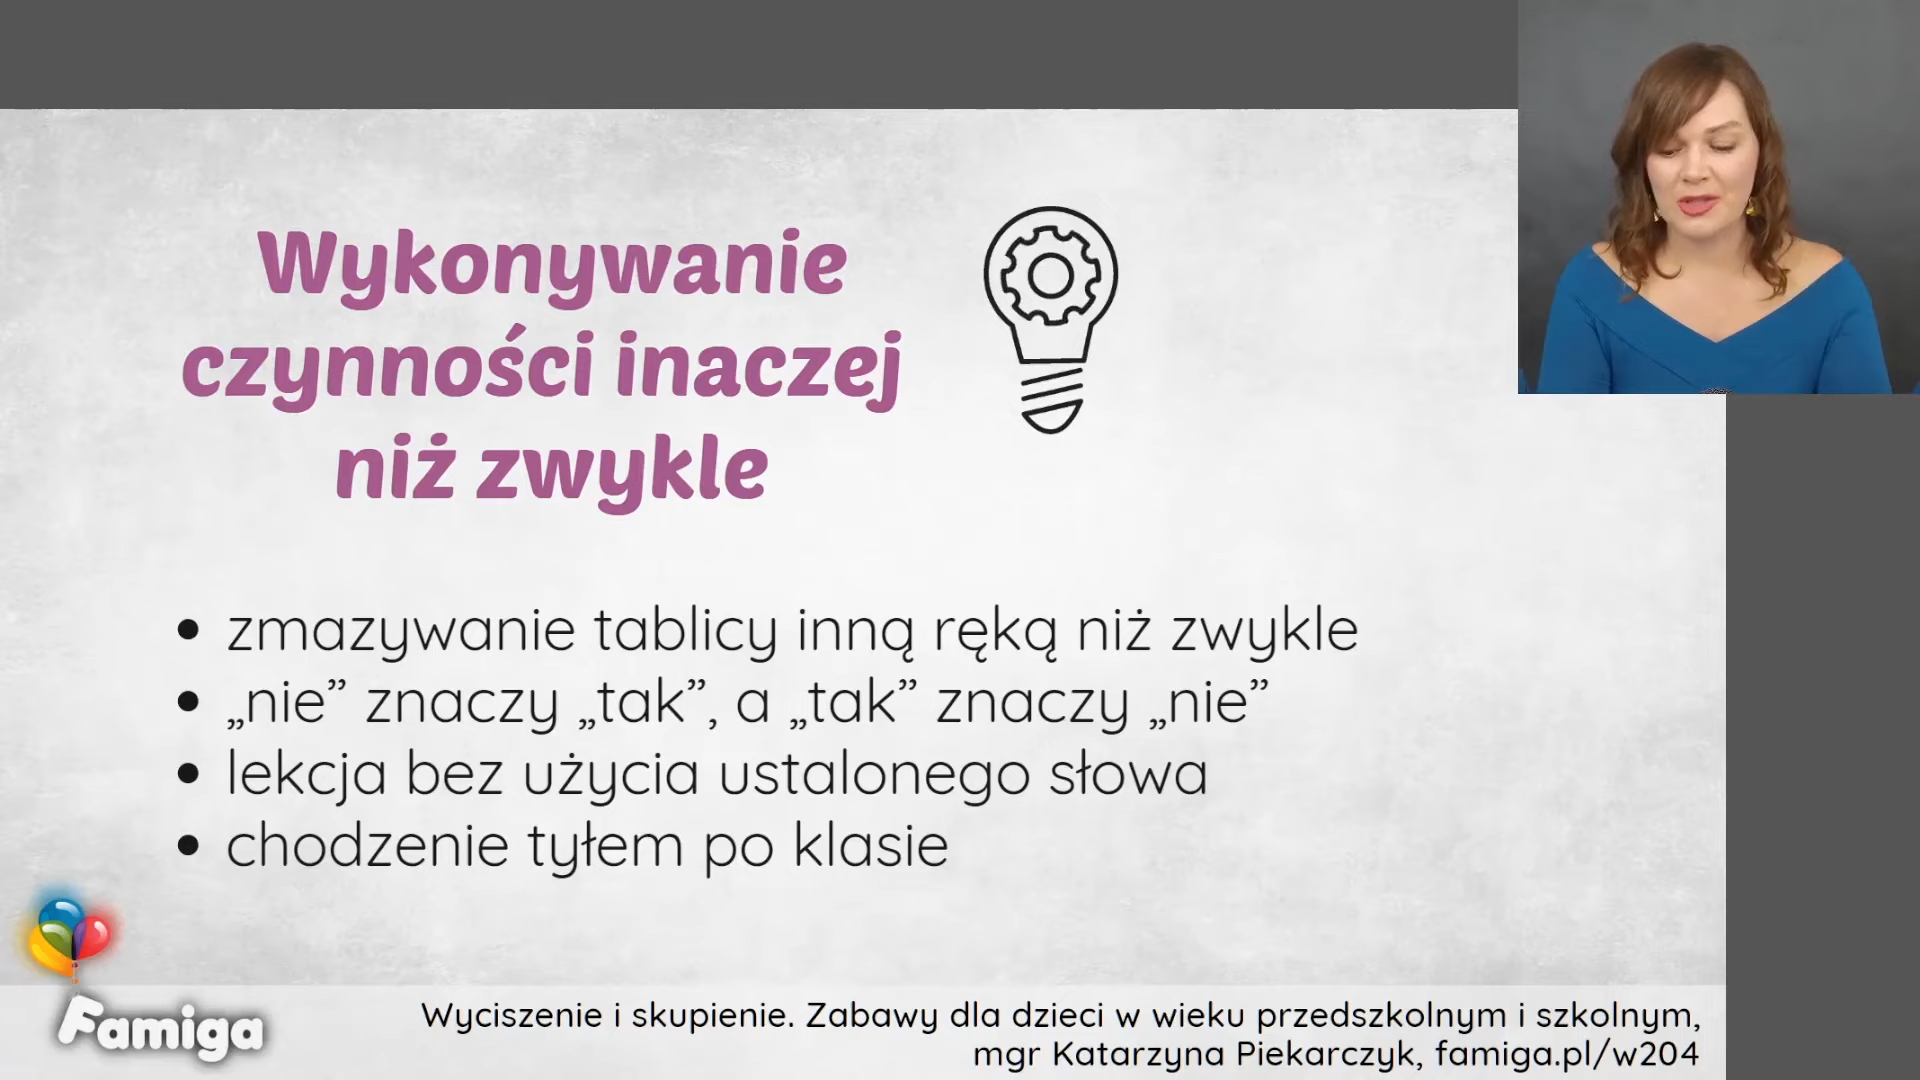 Wykonywanie
czynności inaczej
niż zwykle
• zmazywanie tablicy inną ręką niż zwykle
• „nie” znaczy „tak”, a „tak” znaczy „nie”
• lekcja bez użycia ustalonego słowa
• chodzenie tyłem po klasie
Famiga
Wyciszenie i skupienie. Zabawy dla dzieci w wieku przedszkolnym i szkolnym,
mgr Katarzyna Piekarczyk, famiga.pl/w204